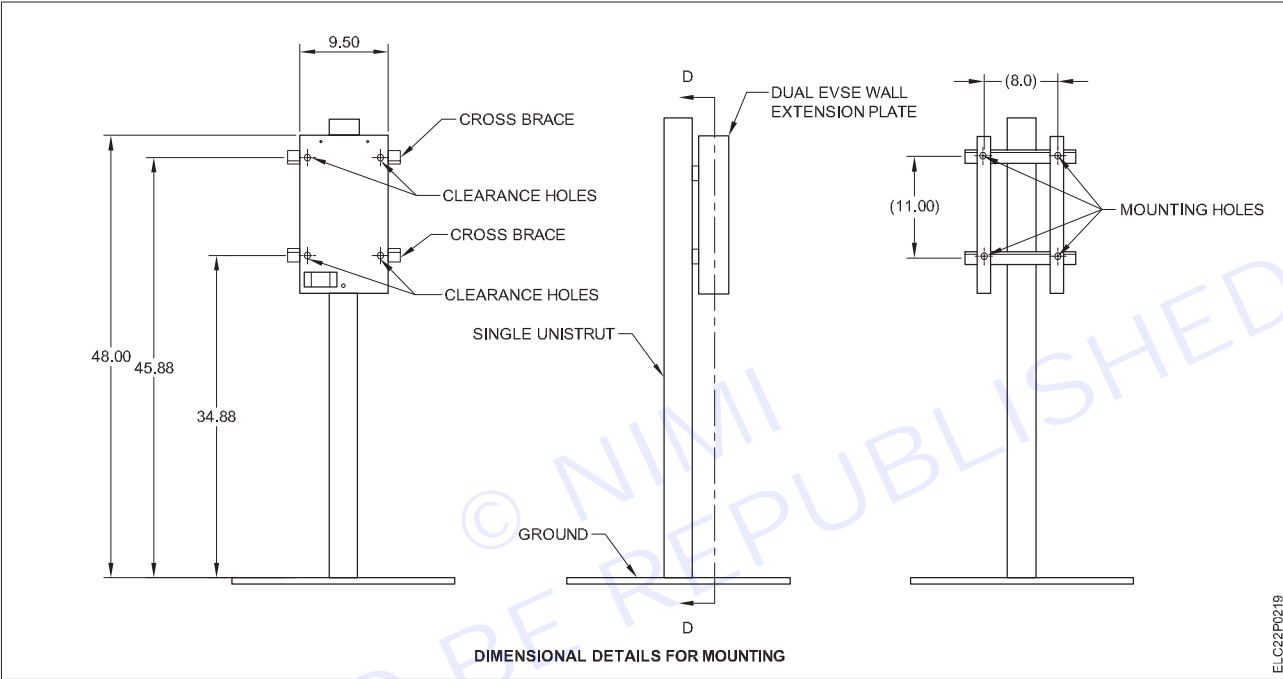 9.50
CROSS BRACE
CLEARANCE HOLES
CROSS BRACE
CLEARANCE HOLES
48.00
45.88
34.88
D
DUAL EVSE WALL
EXTENSION PLATE
SINGLE UNISTRUT
GROUND
D
(8.0)
(11.00)
MOUNTING HOLES
© NIMI
BE REPUBLISHED
DIMENSIONAL DETAILS FOR MOUNTING
ELC22P0219